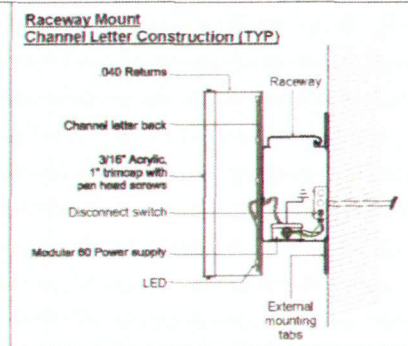 Raceway Mount
Channel Letter Construction (TYP)
.040 Returns
Raceway
Channel letter back
3/16" Acrylic,
1" trimcap with
pan head screws
Disconnect switch
Modular 60 Power supply
LED
External
mounting
tabs